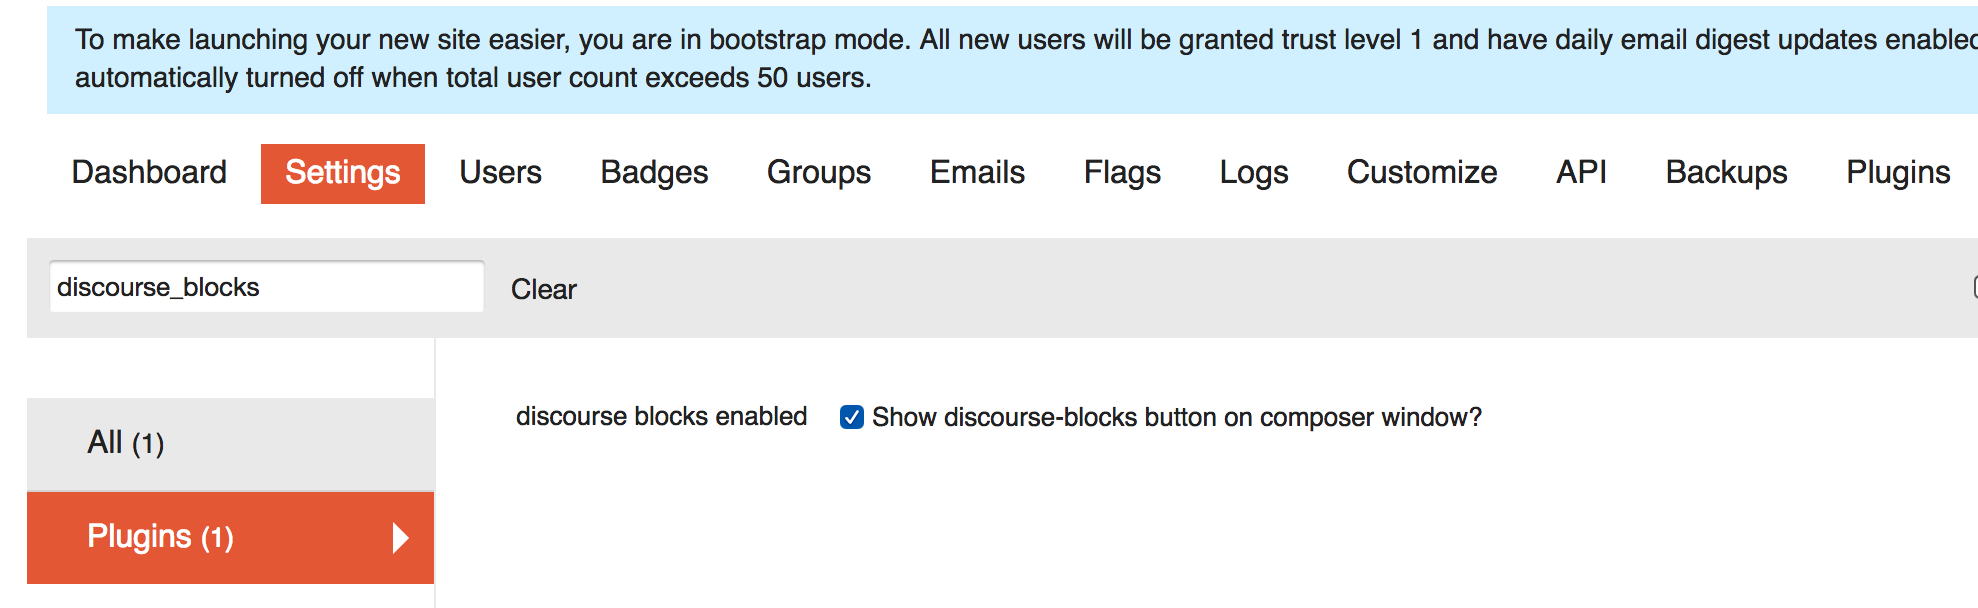 To make launching your new site easier, you are in bootstrap mode. All new users will be granted trust level 1 and have daily email digest updates enabled
automatically turned off when total user count exceeds 50 users.
Dashboard Settings Users Badges Groups Emails Flags Logs Customize API Backups Plugins
discourse_blocks Clear
discourse blocks enabled Show discourse-blocks button on composer window?
All (1)
Plugins (1)